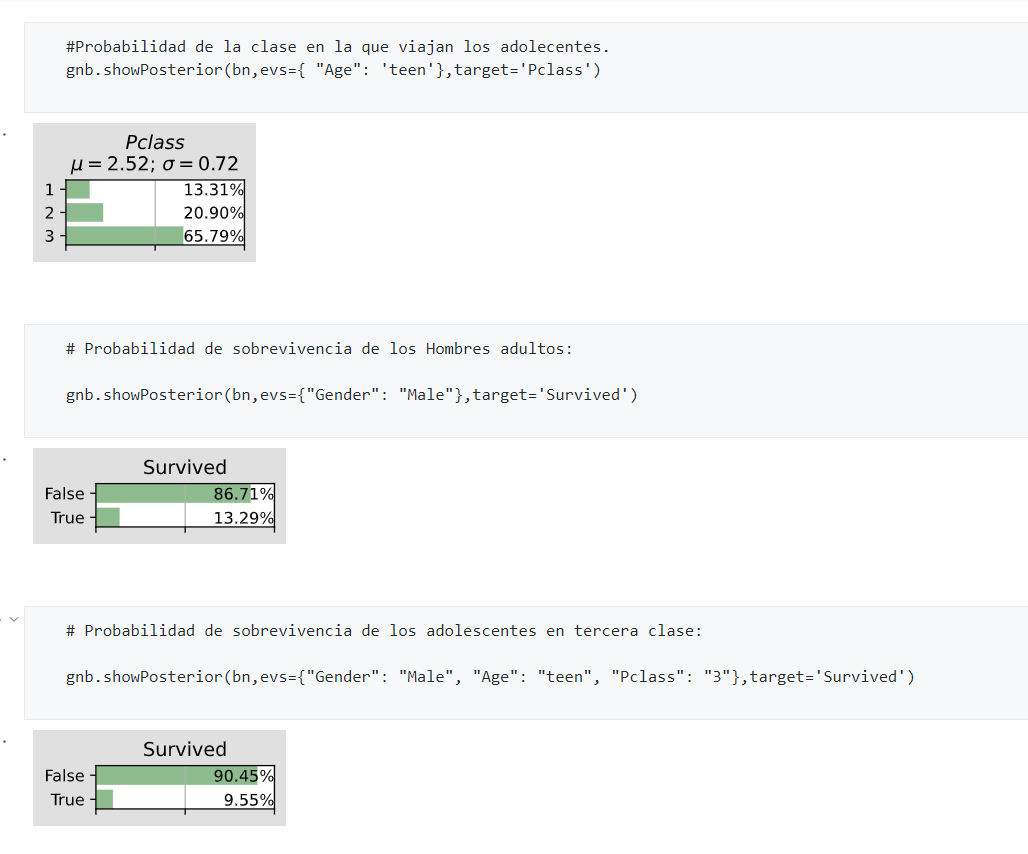 #Probabilidad de la clase en la que viajan los adolecentes.
gnb.showPosterior(bn,evs={ "Age": 'teen'},target='Pclass')
Pclass
μ = 2.52; σ = 0.72
1 13.31%
2 20.90%
3 65.79%
# Probabilidad de sobrevivencia de los Hombres adultos:
gnb.showPosterior(bn,evs={"Gender": "Male"},target='Survived')
Survived
False 86.71%
True 13.29%
# Probabilidad de sobrevivencia de los adolescentes en tercera clase:
gnb.showPosterior(bn,evs={"Gender": "Male", "Age": "teen", "Pclass": "3"},target='Survived')
Survived
False 90.45%
True 9.55%